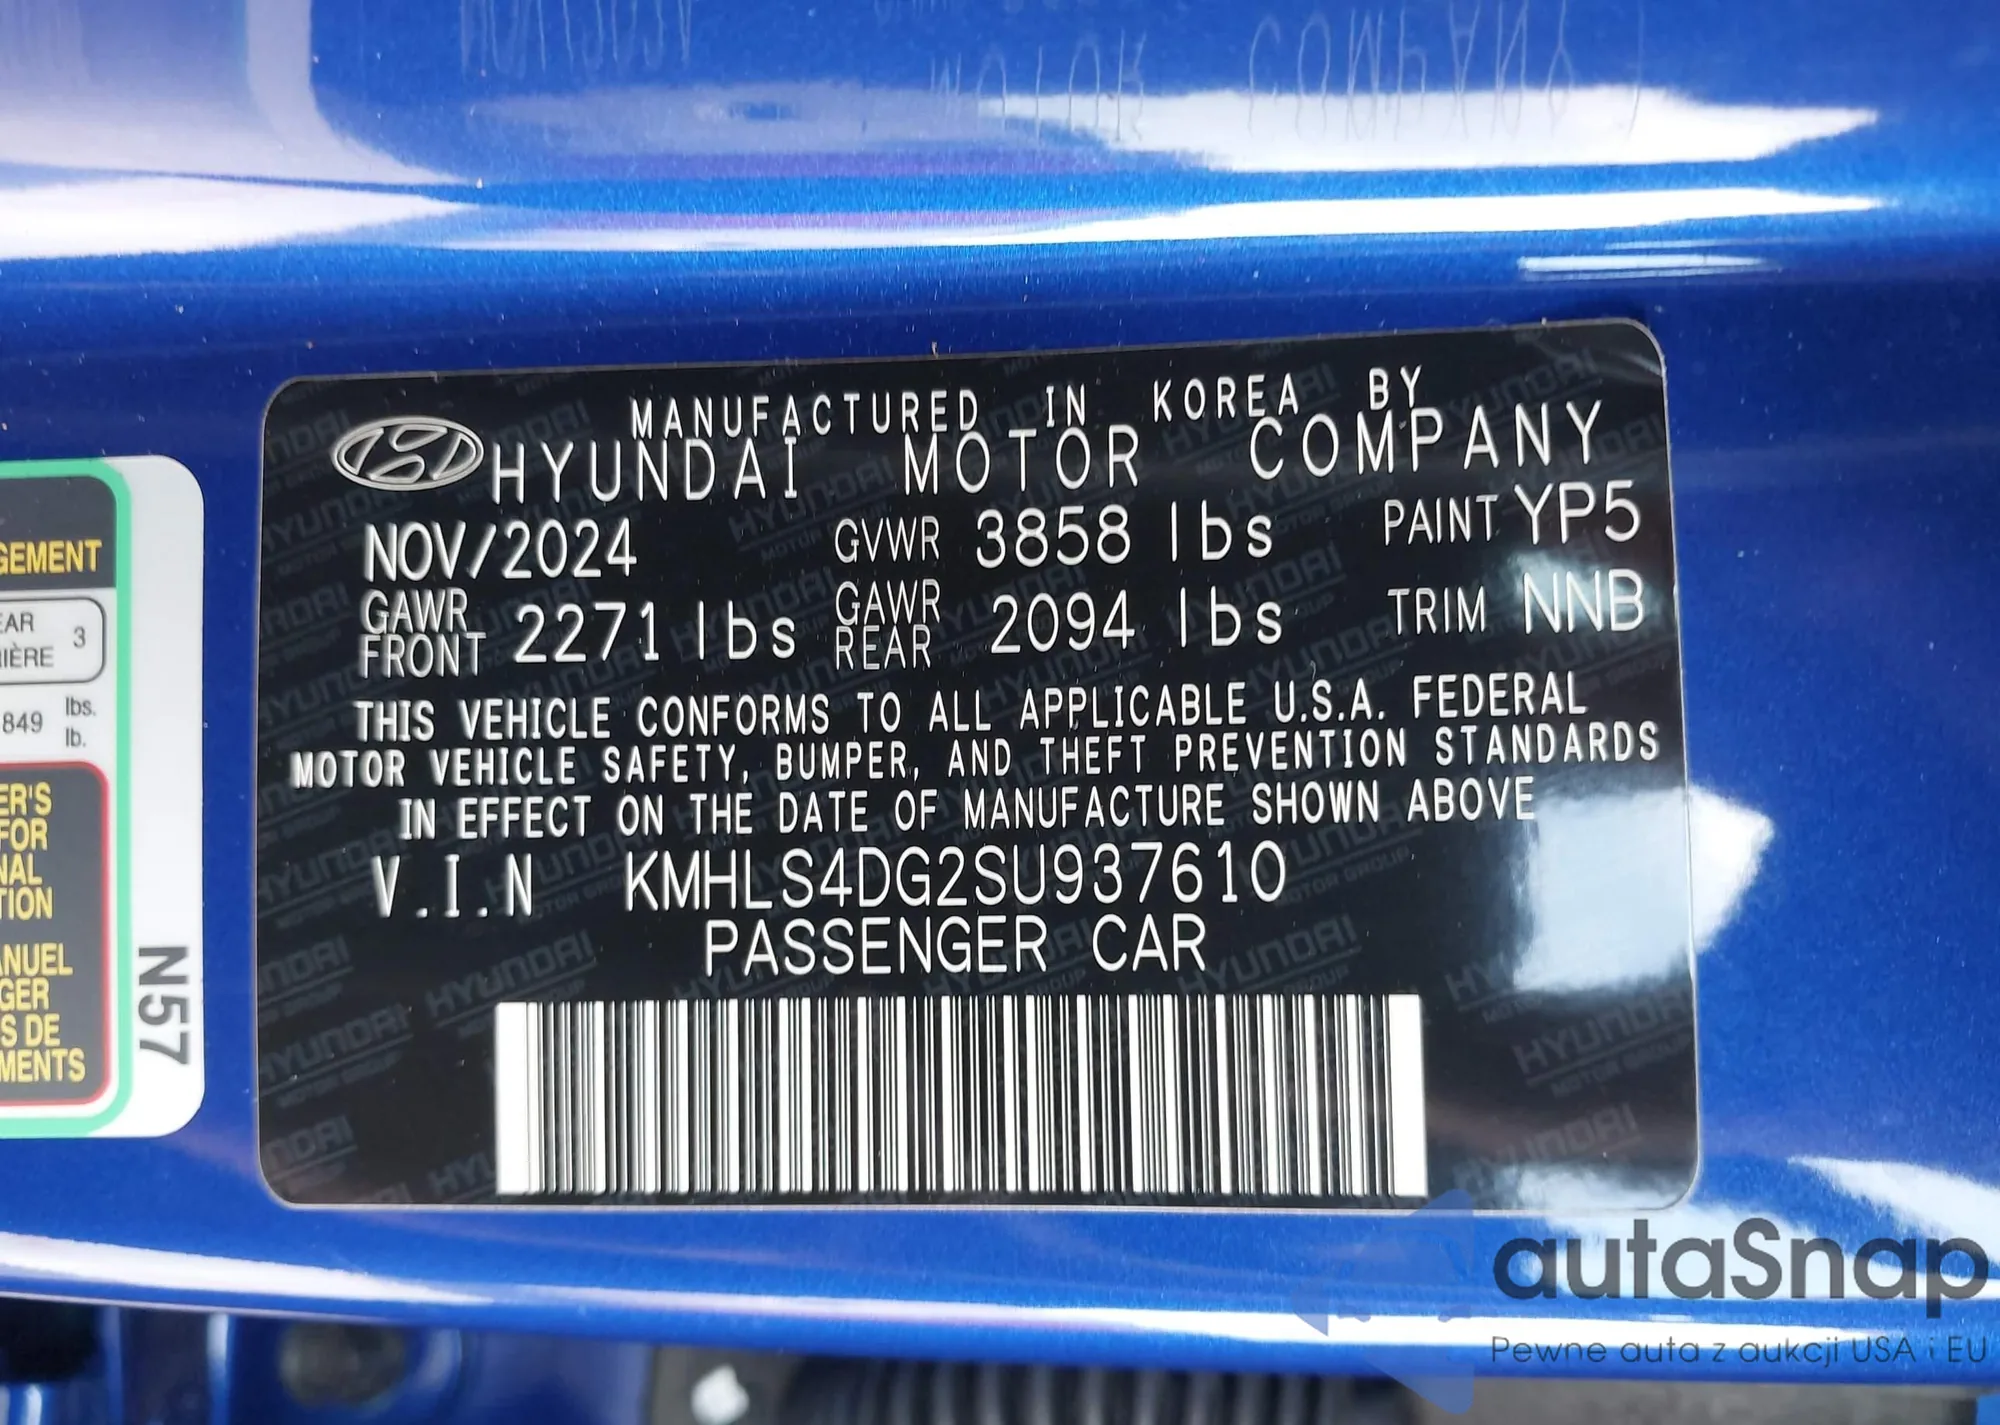 MANUFACTURED IN KOREA BY
HYUNDAI MOTOR COMPANY
NOV/2024 GVWR 3858 lbs PAINT YP5
GAWR FRONT 2271 lbs GAWR REAR 2094 lbs TRIM NNB
THIS VEHICLE CONFORMS TO ALL APPLICABLE U.S.A. FEDERAL
MOTOR VEHICLE SAFETY, BUMPER, AND THEFT PREVENTION STANDARDS
IN EFFECT ON THE DATE OF MANUFACTURE SHOWN ABOVE
V.I.N KMHLS4DG2SU937610
PASSENGER CAR
GEMENT
EAR 3
IÈRE
849 lbs.
lb.
ER'S
FOR
NAL
TION
ANUEL
GER
S DE
MENTS
N57
autaSnap
Pewne auta z aukcji USA i EU